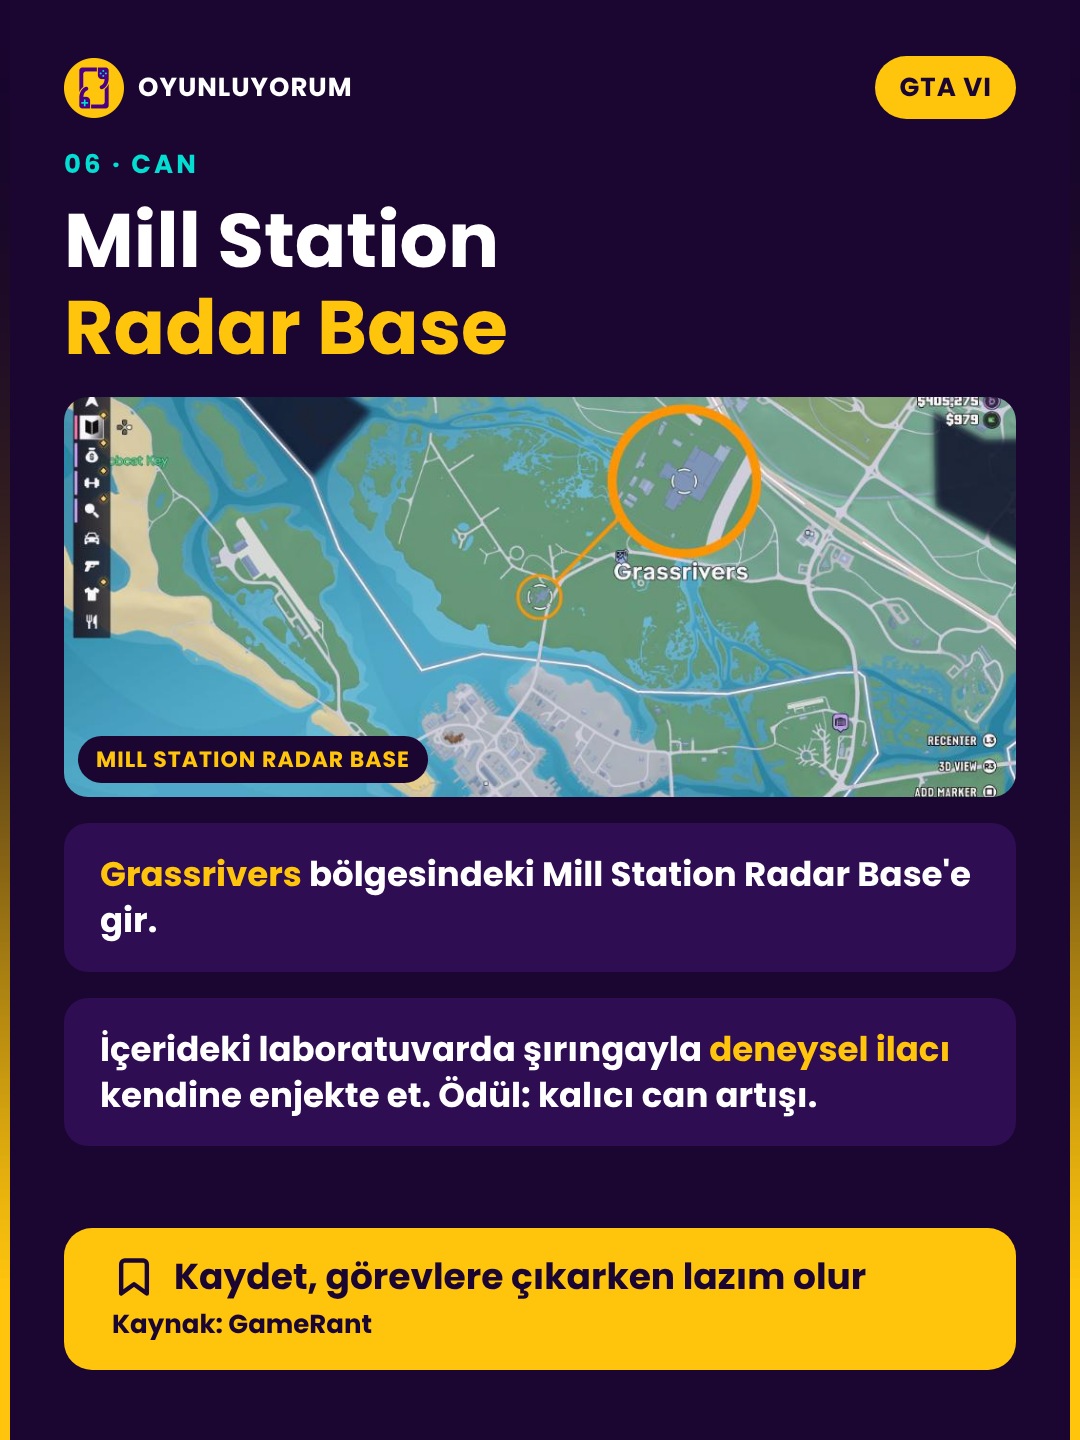 OYUNLUYORUM
GTA VI
06 · CAN
Mill Station
Radar Base
$979
Grassrivers
RECENTER L3
3D VIEW R3
ADD MARKER
MILL STATION RADAR BASE
Grassrivers bölgesindeki Mill Station Radar Base'e
gir.
İçerideki laboratuvarda şırıngayla deneysel ilacı
kendine enjekte et. Ödül: kalıcı can artışı.
Kaydet, görevlere çıkarken lazım olur
Kaynak: GameRant